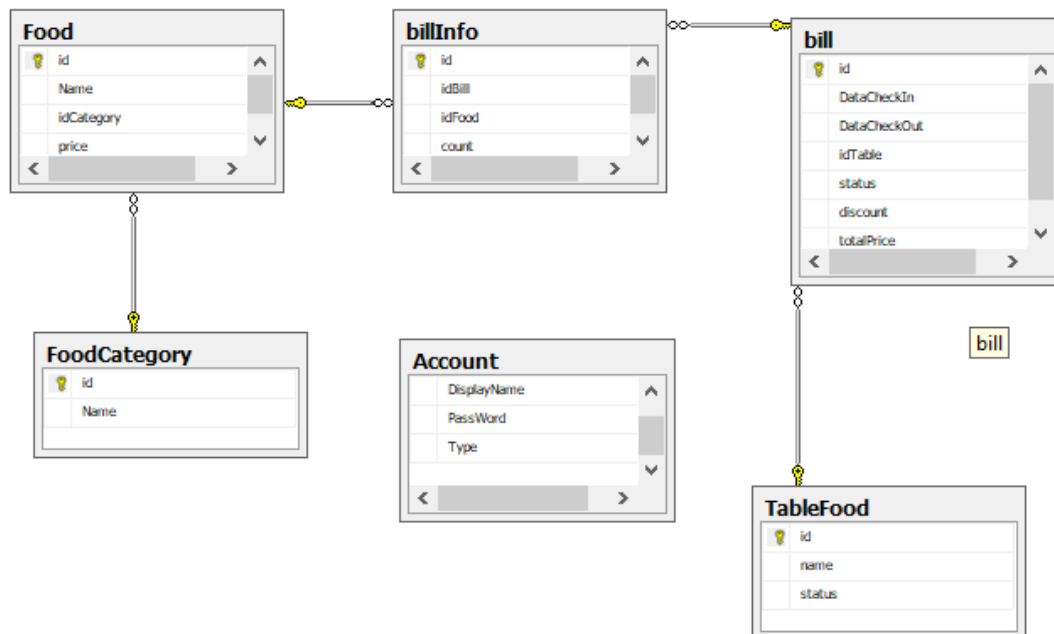 Food
id
Name
idCategory
price
billInfo
id
idBill
idFood
count
bill
id
DataCheckIn
DataCheckOut
idTable
status
discount
totalPrice
FoodCategory
id
Name
Account
DisplayName
PassWord
Type
bill
TableFood
id
name
status